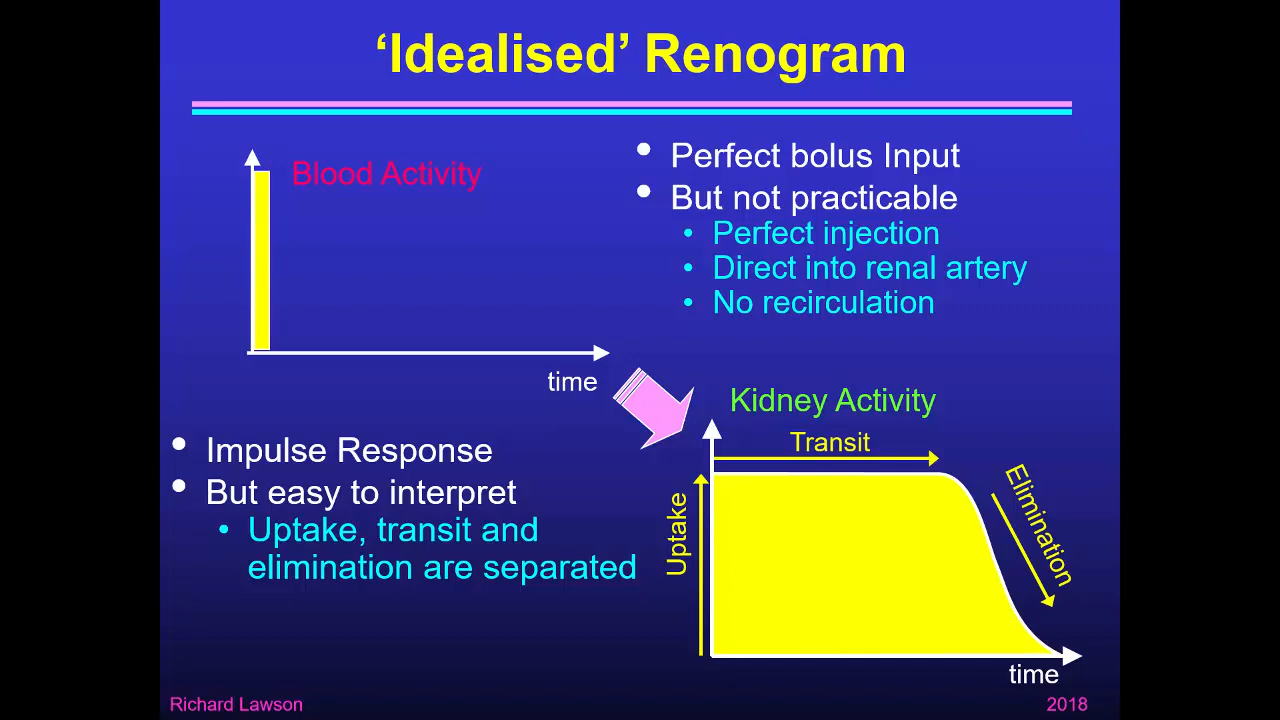 ‘Idealised’ Renogram
Blood Activity
time
• Perfect bolus Input
• But not practicable
• Perfect injection
• Direct into renal artery
• No recirculation
• Impulse Response
• But easy to interpret
• Uptake, transit and
elimination are separated
Kidney Activity
Transit
Uptake
Elimination
time
Richard Lawson
2018